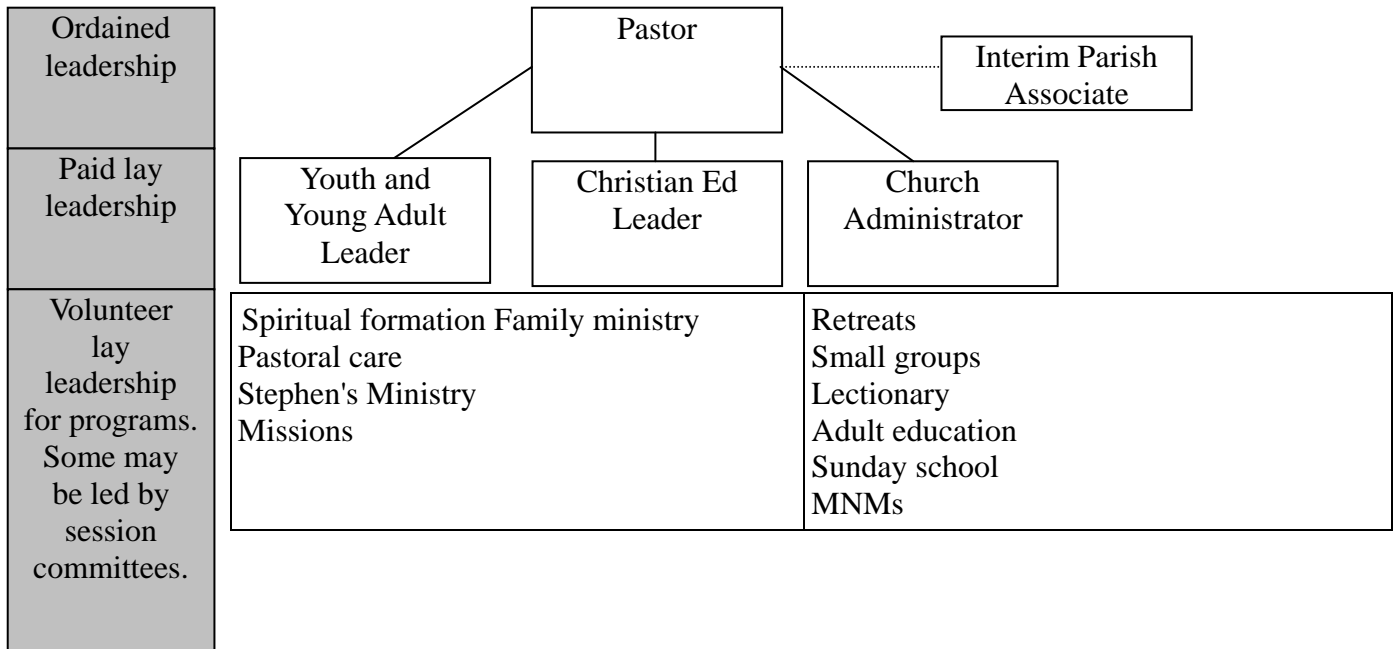 Ordained
leadership
Pastor
Interim Parish
Associate
Paid lay
leadership
Youth and
Young Adult
Leader
Christian Ed
Leader
Church
Administrator
Volunteer
lay
leadership
for programs.
Some may
be led by
session
committees.
Spiritual formation Family ministry
Pastoral care
Stephen's Ministry
Missions
Retreats
Small groups
Lectionary
Adult education
Sunday school
MNMs